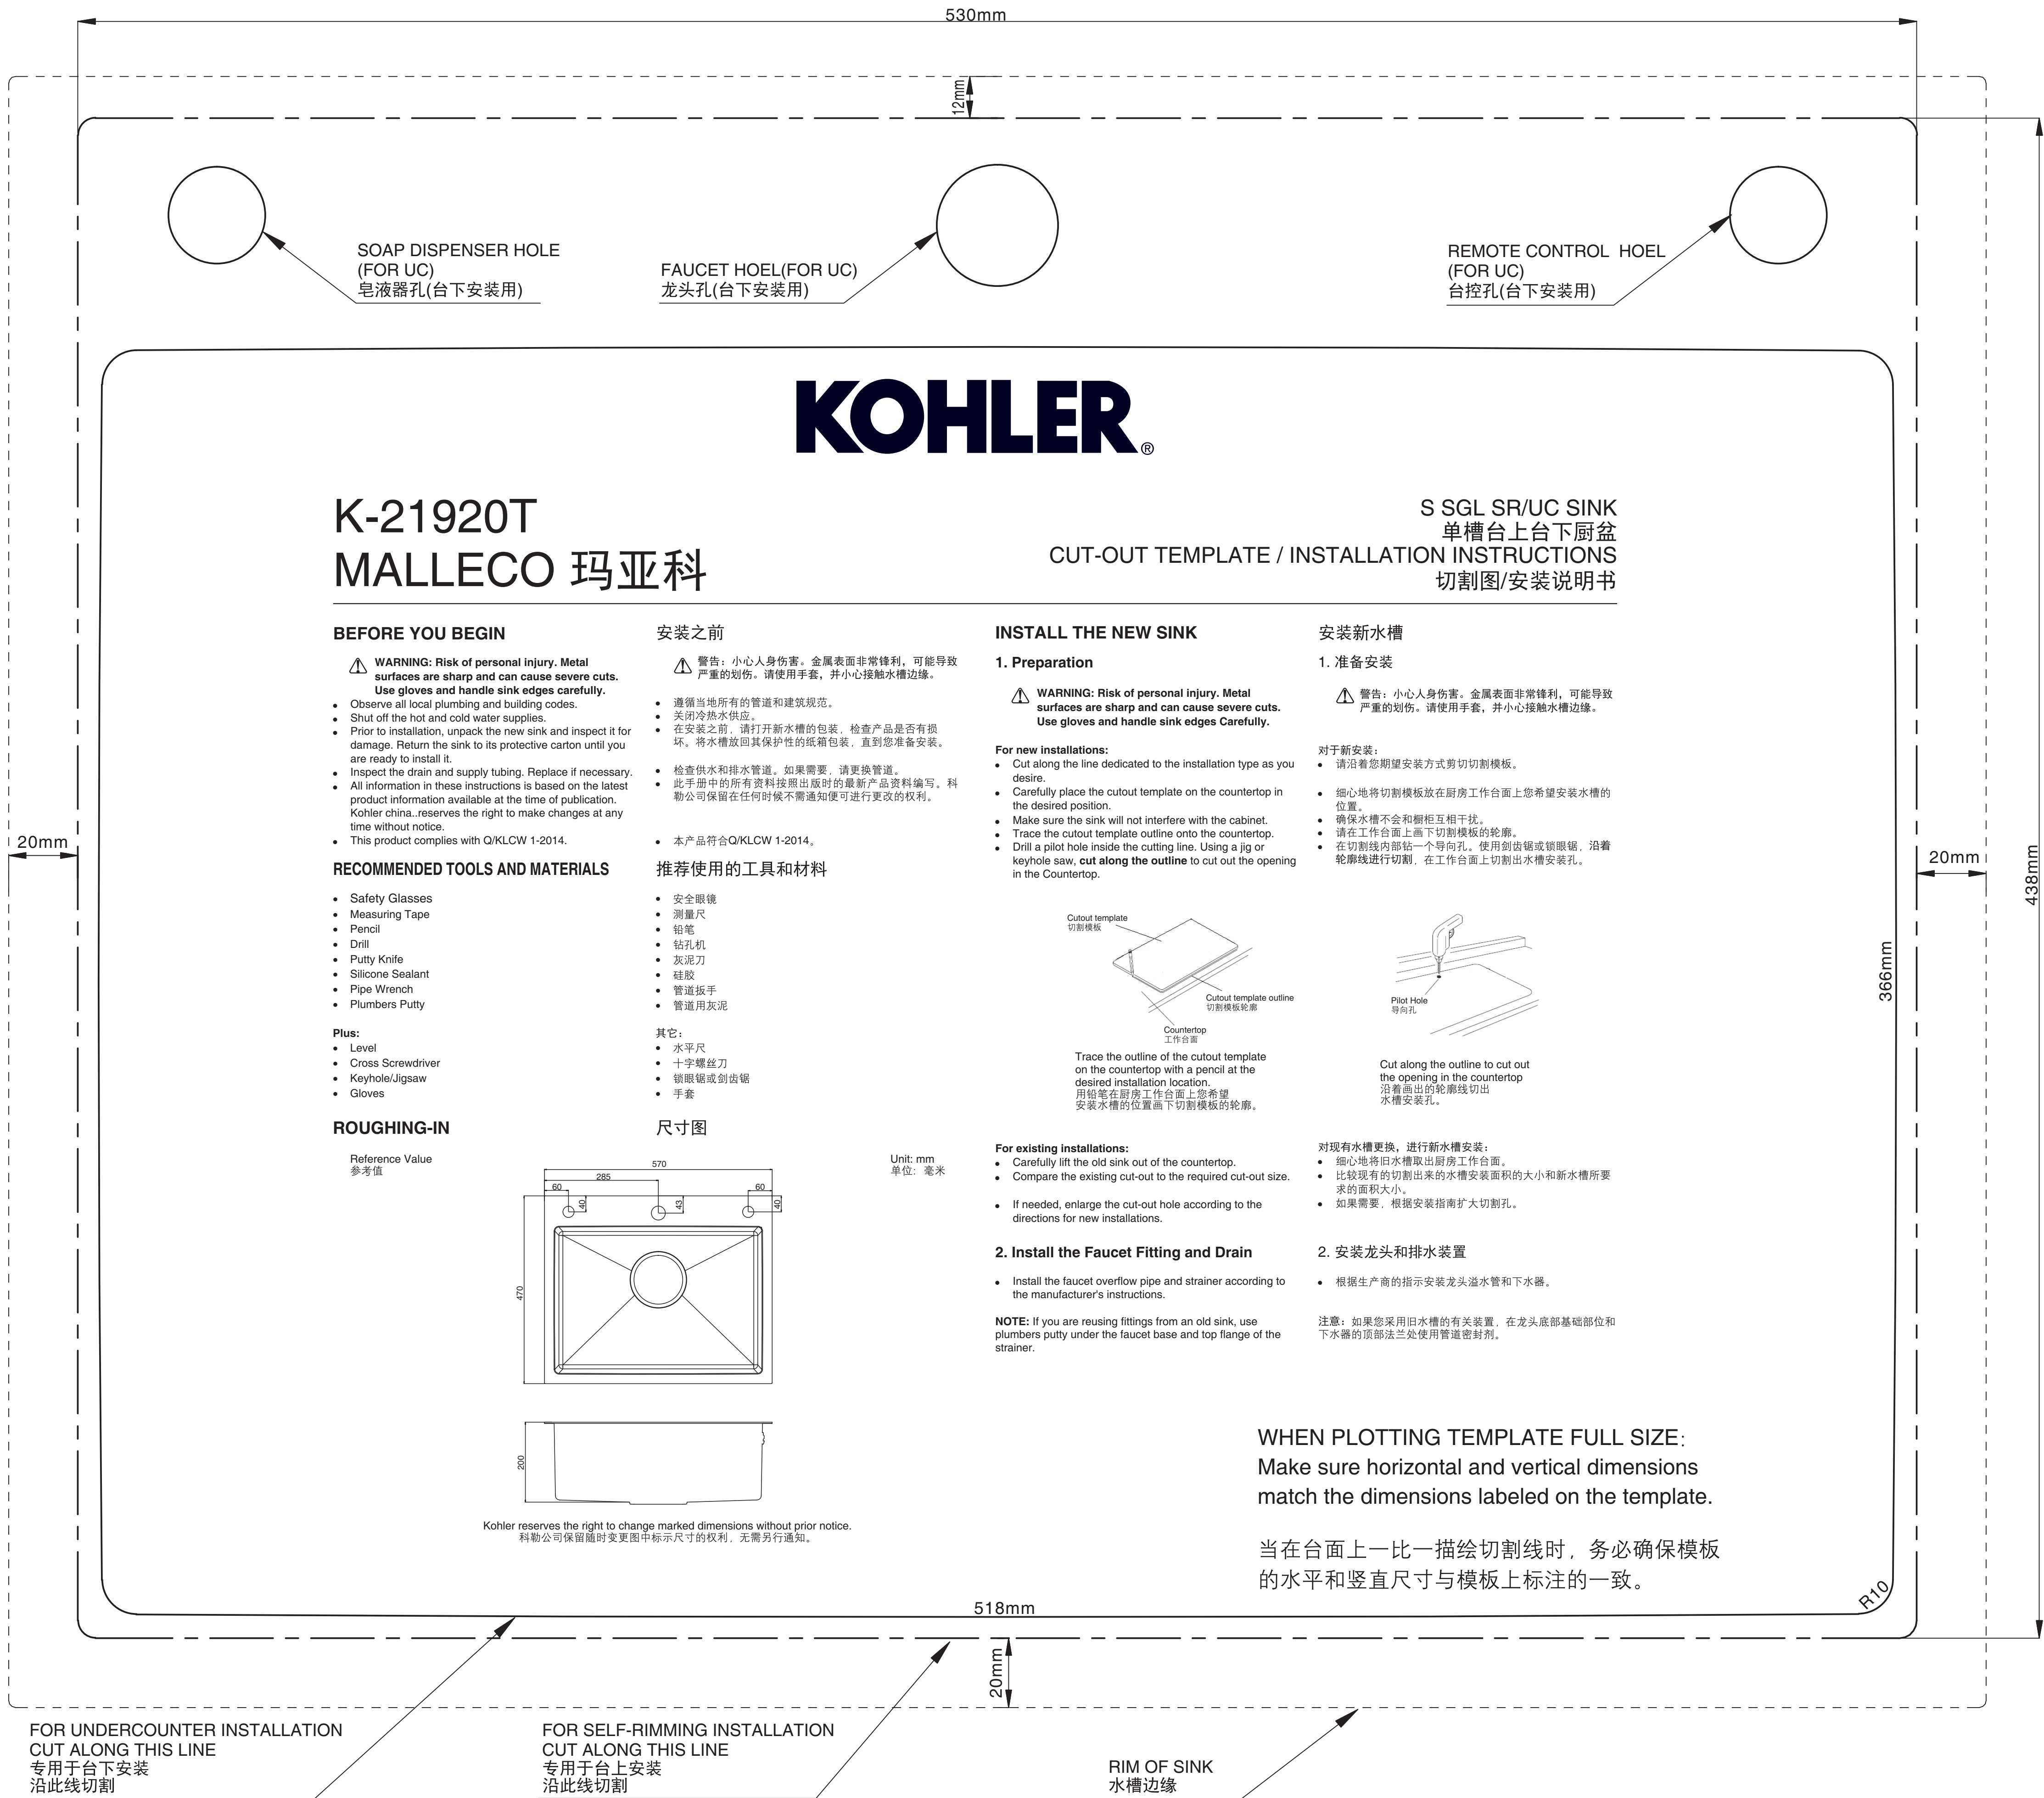 530mm
12mm
SOAP DISPENSER HOLE
(FOR UC)
皂液器孔(台下安装用)
FAUCET HOEL(FOR UC)
龙头孔(台下安装用)
REMOTE CONTROL HOEL
(FOR UC)
台控孔(台下安装用)
KOHLER®
K-21920T
MALLECO 玛亚科
S SGL SR/UC SINK
单槽台上台下厨盆
CUT-OUT TEMPLATE / INSTALLATION INSTRUCTIONS
切割图/安装说明书
BEFORE YOU BEGIN
WARNING: Risk of personal injury. Metal
surfaces are sharp and can cause severe cuts.
Use gloves and handle sink edges carefully.
• Observe all local plumbing and building codes.
• Shut off the hot and cold water supplies.
• Prior to installation, unpack the new sink and inspect it for
damage. Return the sink to its protective carton until you
are ready to install it.
• Inspect the drain and supply tubing. Replace if necessary.
• All information in these instructions is based on the latest
product information available at the time of publication.
Kohler china..reserves the right to make changes at any
time without notice.
• This product complies with Q/KLCW 1-2014.
安装之前
警告：小心人身伤害。金属表面非常锋利，可能导致
严重的划伤。请使用手套，并小心接触水槽边缘。
• 遵循当地所有的管道和建筑规范。
• 关闭冷热水供应。
• 在安装之前，请打开新水槽的包装，检查产品是否有损
坏。将水槽放回其保护性的纸箱包装，直到您准备安装。
• 检查供水和排水管道。如果需要，请更换管道。
• 此手册中的所有资料按照出版时的最新产品资料编写。科
勒公司保留在任何时候不需通知便可进行更改的权利。
• 本产品符合Q/KLCW 1-2014。
RECOMMENDED TOOLS AND MATERIALS
• Safety Glasses
• Measuring Tape
• Pencil
• Drill
• Putty Knife
• Silicone Sealant
• Pipe Wrench
• Plumbers Putty
Plus:
• Level
• Cross Screwdriver
• Keyhole/Jigsaw
• Gloves
推荐使用的工具和材料
• 安全眼镜
• 测量尺
• 铅笔
• 钻孔机
• 灰泥刀
• 硅胶
• 管道扳手
• 管道用灰泥
其它：
• 水平尺
• 十字螺丝刀
• 锁眼锯或剑齿锯
• 手套
ROUGHING-IN
尺寸图
Reference Value
参考值
Unit: mm
单位：毫米
570
285
60
60
40
43
40
470
200
Kohler reserves the right to change marked dimensions without prior notice.
科勒公司保留随时变更图中标示尺寸的权利，无需另行通知。
INSTALL THE NEW SINK
1. Preparation
WARNING: Risk of personal injury. Metal
surfaces are sharp and can cause severe cuts.
Use gloves and handle sink edges Carefully.
For new installations:
• Cut along the line dedicated to the installation type as you
desire.
• Carefully place the cutout template on the countertop in
the desired position.
• Make sure the sink will not interfere with the cabinet.
• Trace the cutout template outline onto the countertop.
• Drill a pilot hole inside the cutting line. Using a jig or
keyhole saw, cut along the outline to cut out the opening
in the Countertop.
安装新水槽
1. 准备安装
警告：小心人身伤害。金属表面非常锋利，可能导致
严重的划伤。请使用手套，并小心接触水槽边缘。
对于新安装：
• 请沿着您期望安装方式剪切切割模板。
• 细心地将切割模板放在厨房工作台面上您希望安装水槽的
位置。
• 确保水槽不会和橱柜互相干扰。
• 请在工作台面上画下切割模板的轮廓。
• 在切割线内部钻一个导向孔。使用剑齿锯或锁眼锯，沿着
轮廓线进行切割，在工作台面上切割出水槽安装孔。
Cutout template
切割模板
Cutout template outline
切割模板轮廓
Countertop
工作台面
Trace the outline of the cutout template
on the countertop with a pencil at the
desired installation location.
用铅笔在厨房工作台面上您希望
安装水槽的位置画下切割模板的轮廓。
Pilot Hole
导向孔
Cut along the outline to cut out
the opening in the countertop
沿着画出的轮廓线切出
水槽安装孔。
For existing installations:
• Carefully lift the old sink out of the countertop.
• Compare the existing cut-out to the required cut-out size.
• If needed, enlarge the cut-out hole according to the
directions for new installations.
2. Install the Faucet Fitting and Drain
• Install the faucet overflow pipe and strainer according to
the manufacturer's instructions.
NOTE: If you are reusing fittings from an old sink, use
plumbers putty under the faucet base and top flange of the
strainer.
对现有水槽更换，进行新水槽安装：
• 细心地将旧水槽取出厨房工作台面。
• 比较现有的切割出来的水槽安装面积的大小和新水槽所要
求的面积大小。
• 如果需要，根据安装指南扩大切割孔。
2. 安装龙头和排水装置
• 根据生产商的指示安装龙头溢水管和下水器。
注意：如果您采用旧水槽的有关装置，在龙头底部基础部位和
下水器的顶部法兰处使用管道密封剂。
WHEN PLOTTING TEMPLATE FULL SIZE:
Make sure horizontal and vertical dimensions
match the dimensions labeled on the template.
当在台面上一比一描绘切割线时，务必确保模板
的水平和竖直尺寸与模板上标注的一致。
20mm
20mm
366mm
438mm
R10
518mm
20mm
FOR UNDERCOUNTER INSTALLATION
CUT ALONG THIS LINE
专用于台下安装
沿此线切割
FOR SELF-RIMMING INSTALLATION
CUT ALONG THIS LINE
专用于台上安装
沿此线切割
RIM OF SINK
水槽边缘